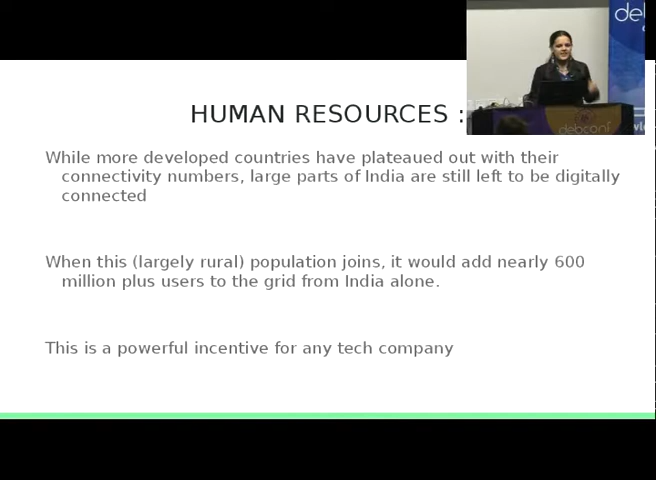 de
HUMAN RESOURCES :
debconf
While more developed countries have plateaued out with their
connectivity numbers, large parts of India are still left to be digitally
connected
When this (largely rural) population joins, it would add nearly 600
million plus users to the grid from India alone.
This is a powerful incentive for any tech company